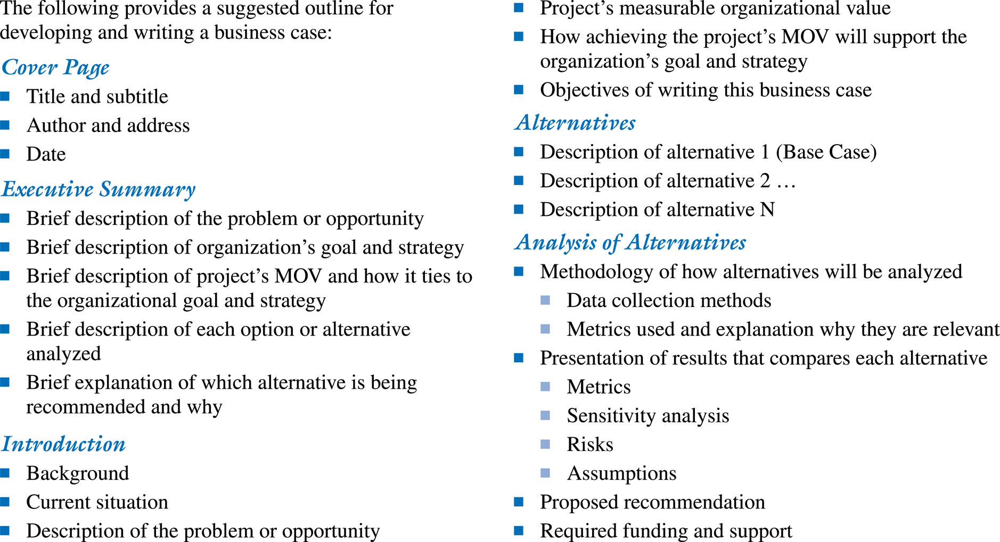 The following provides a suggested outline for
developing and writing a business case:
Cover Page
■ Title and subtitle
■ Author and address
■ Date
Executive Summary
■ Brief description of the problem or opportunity
■ Brief description of organization’s goal and strategy
■ Brief description of project’s MOV and how it ties to
the organizational goal and strategy
■ Brief description of each option or alternative
analyzed
■ Brief explanation of which alternative is being
recommended and why
Introduction
■ Background
■ Current situation
■ Description of the problem or opportunity
■ Project’s measurable organizational value
■ How achieving the project’s MOV will support the
organization’s goal and strategy
■ Objectives of writing this business case
Alternatives
■ Description of alternative 1 (Base Case)
■ Description of alternative 2 …
■ Description of alternative N
Analysis of Alternatives
■ Methodology of how alternatives will be analyzed
■ Data collection methods
■ Metrics used and explanation why they are relevant
■ Presentation of results that compares each alternative
■ Metrics
■ Sensitivity analysis
■ Risks
■ Assumptions
■ Proposed recommendation
■ Required funding and support